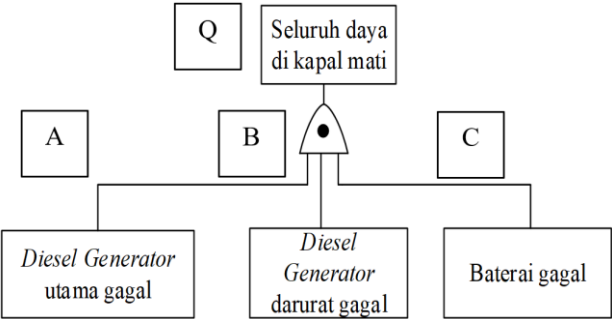 Q
Seluruh daya
di kapal mati
A
B
C
Diesel Generator
utama gagal
Diesel
Generator
darurat gagal
Baterai gagal